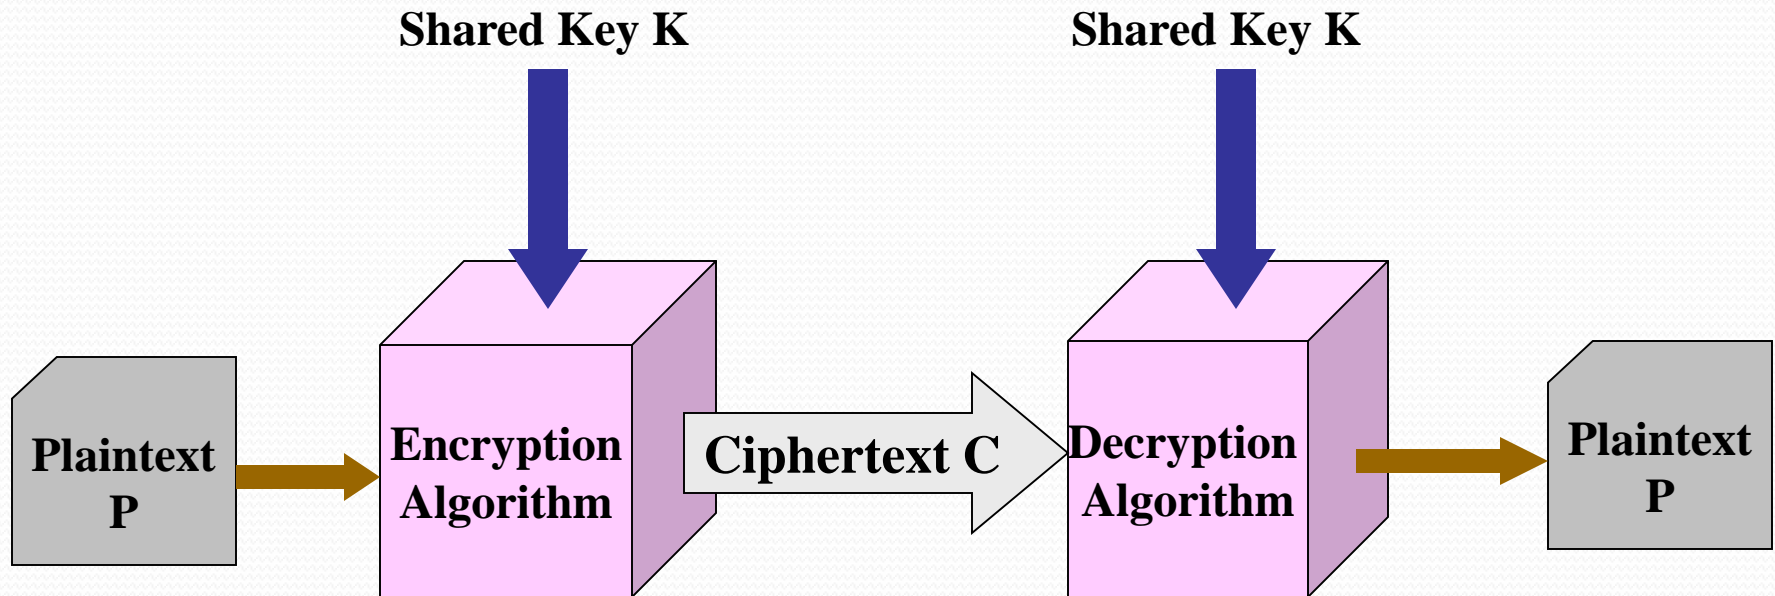 Shared Key K
Shared Key K
Plaintext
P
Encryption
Algorithm
Ciphertext C
Decryption
Algorithm
Plaintext
P